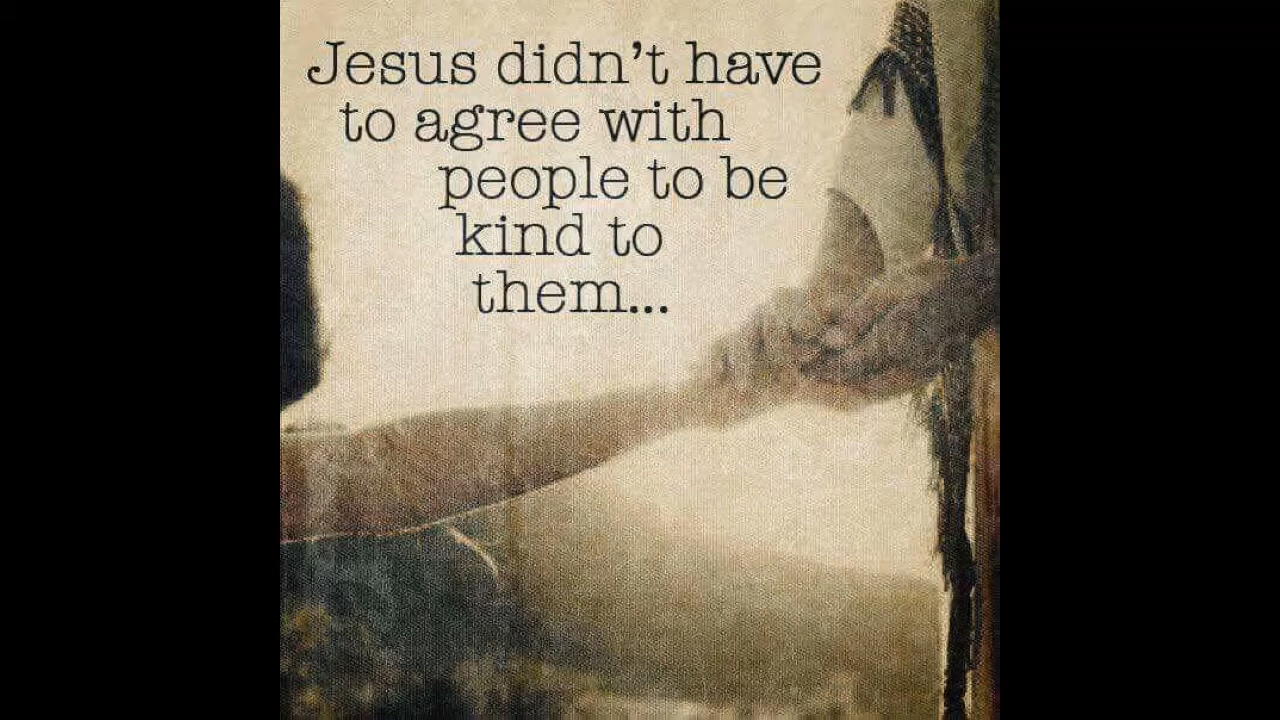 Jesus didn't have
to agree with
people to be
kind to
them...